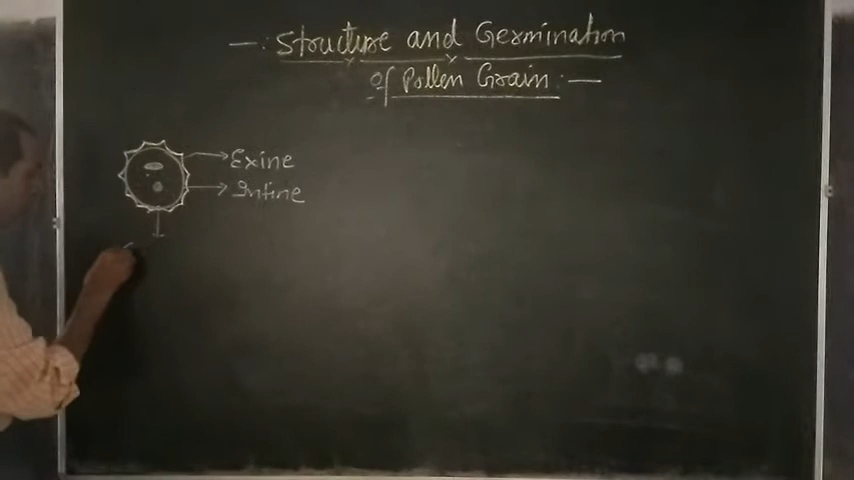 Structure and Germination
of Pollen Grain :—
Exine
Intine